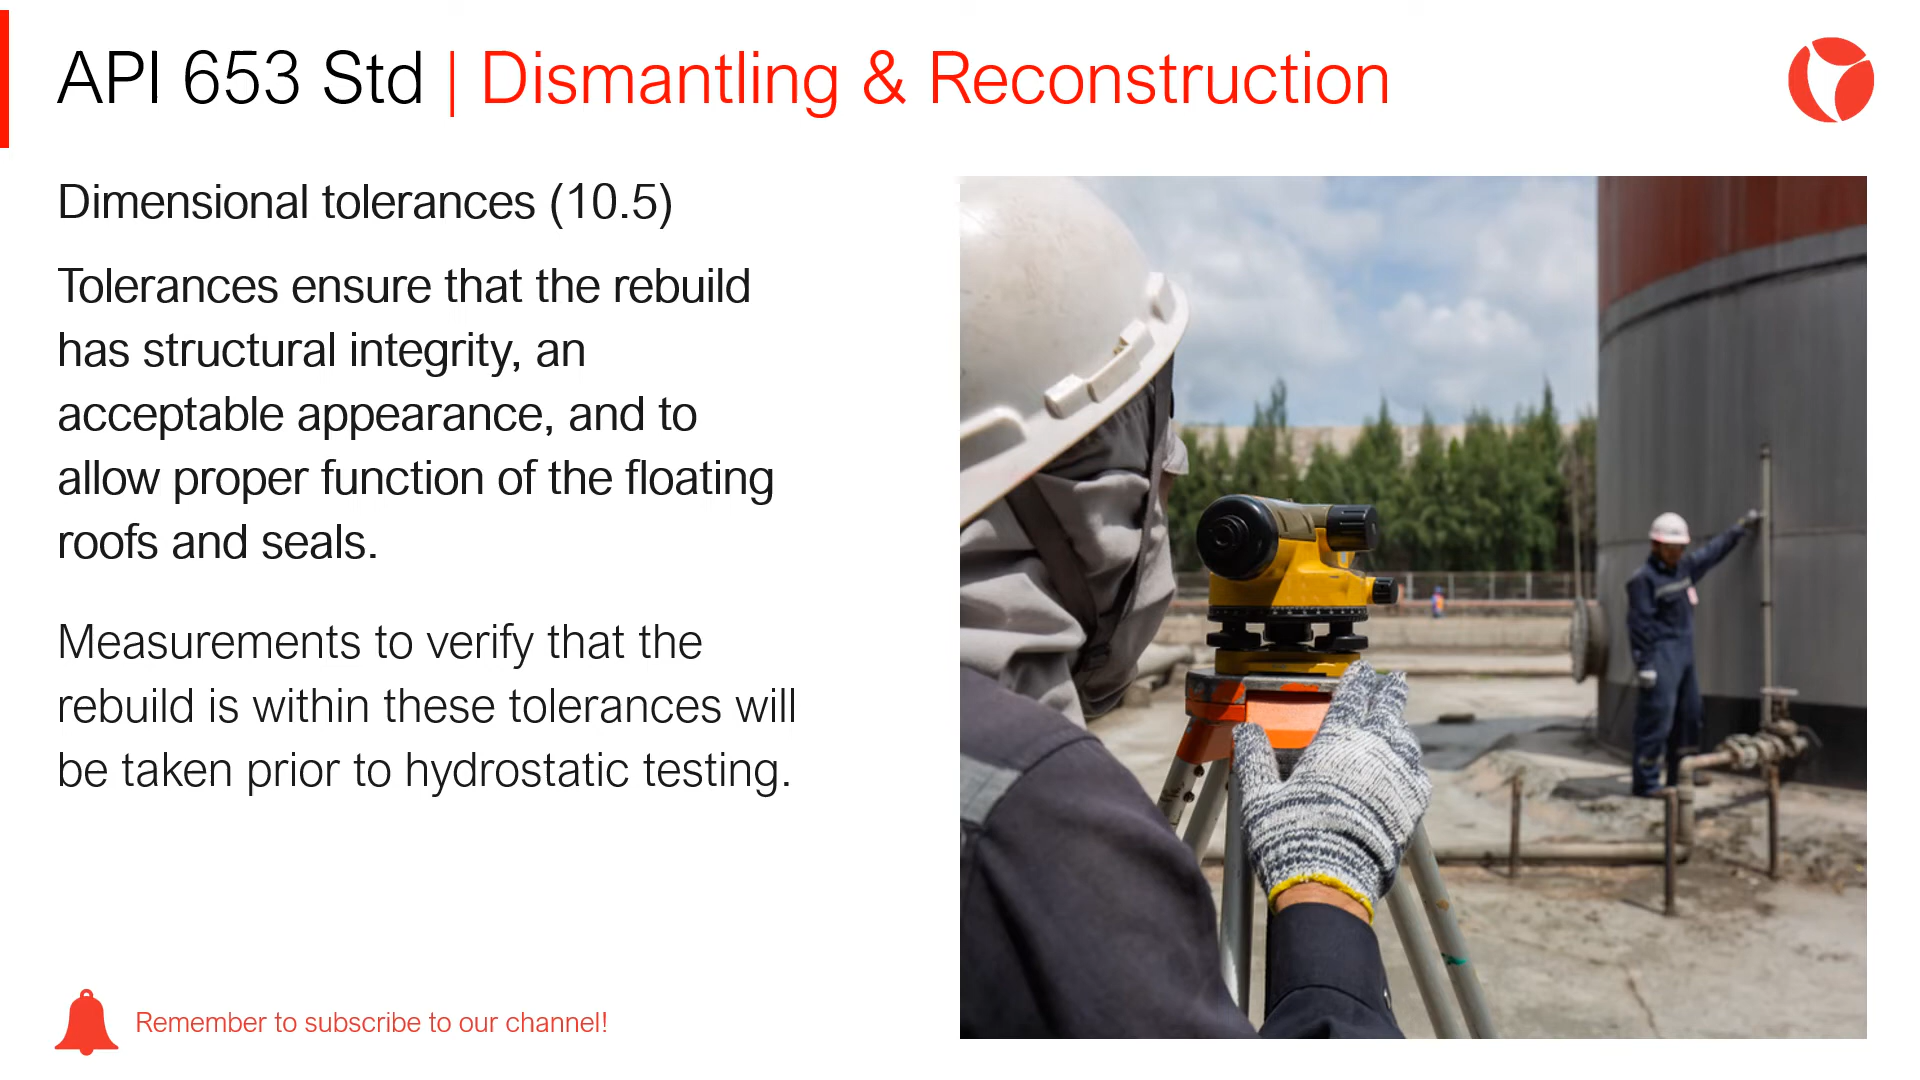 API 653 Std | Dismantling & Reconstruction
Dimensional tolerances (10.5)
Tolerances ensure that the rebuild
has structural integrity, an
acceptable appearance, and to
allow proper function of the floating
roofs and seals.
Measurements to verify that the
rebuild is within these tolerances will
be taken prior to hydrostatic testing.
Remember to subscribe to our channel!